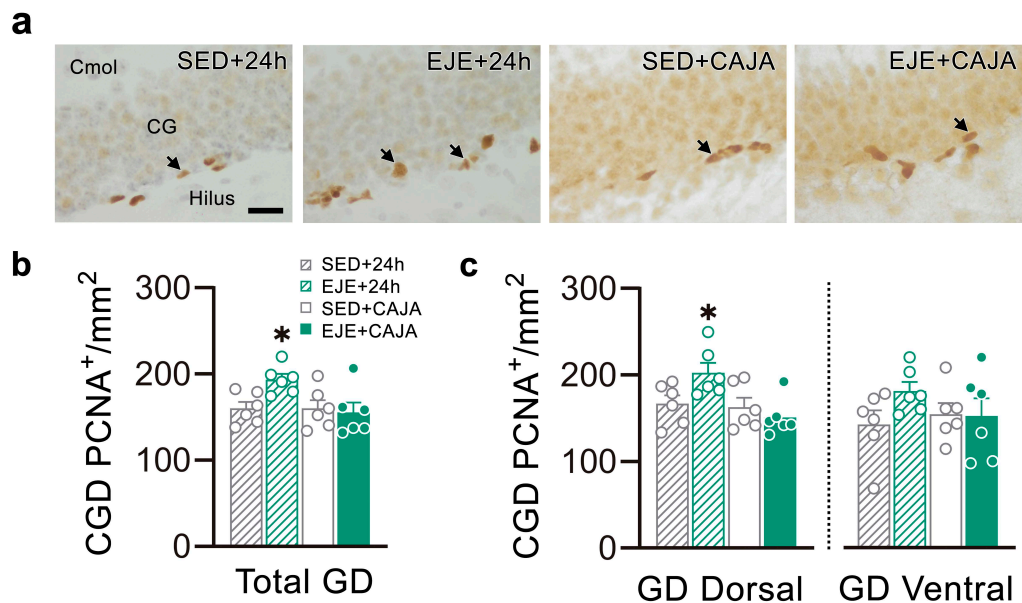 a
SED+24h
EJE+24h
SED+CAJA
EJE+CAJA
Cmol
CG
Hilus
b
CGD PCNA+/mm2
300
200
100
0
SED+24h
EJE+24h
SED+CAJA
EJE+CAJA
*
Total GD
c
CGD PCNA+/mm2
300
200
100
0
*
GD Dorsal
GD Ventral